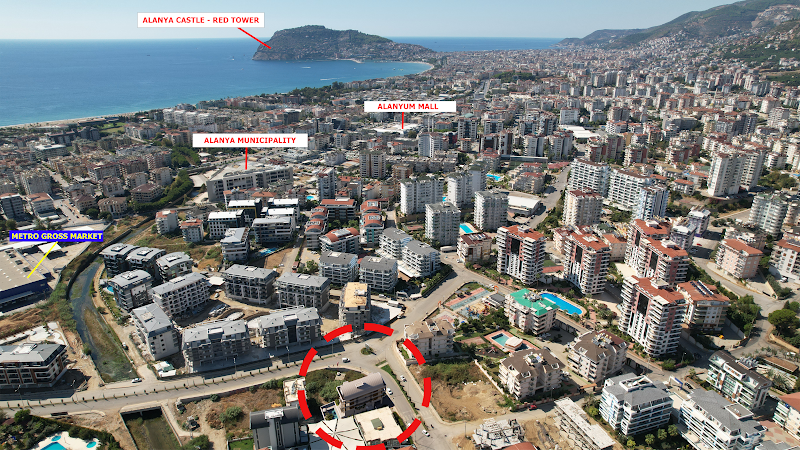 ALANYA CASTLE - RED TOWER
ALANYUM MALL
ALANYA MUNICIPALITY
METRO GROSS MARKET